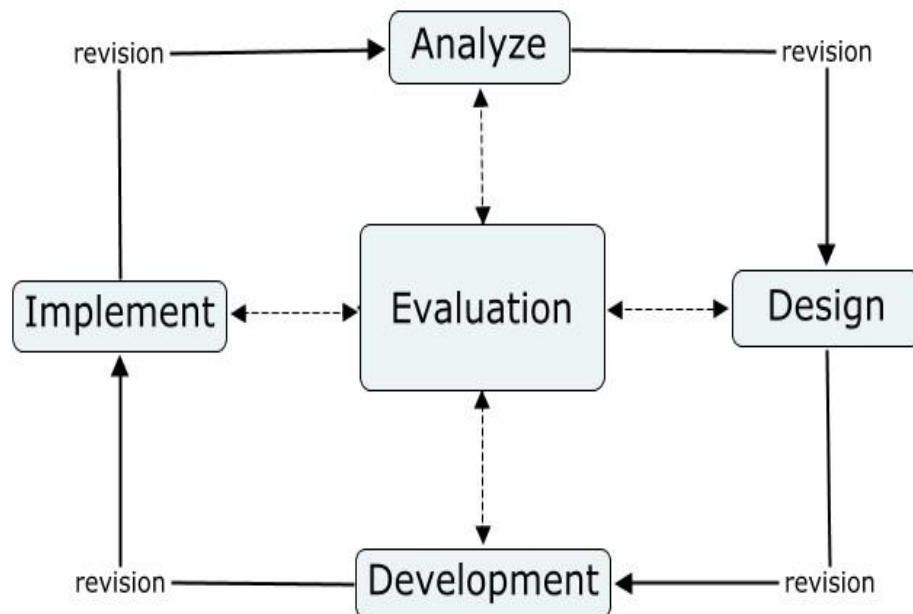 revision
Analyze
revision
Implement
Evaluation
Design
revision
Development
revision